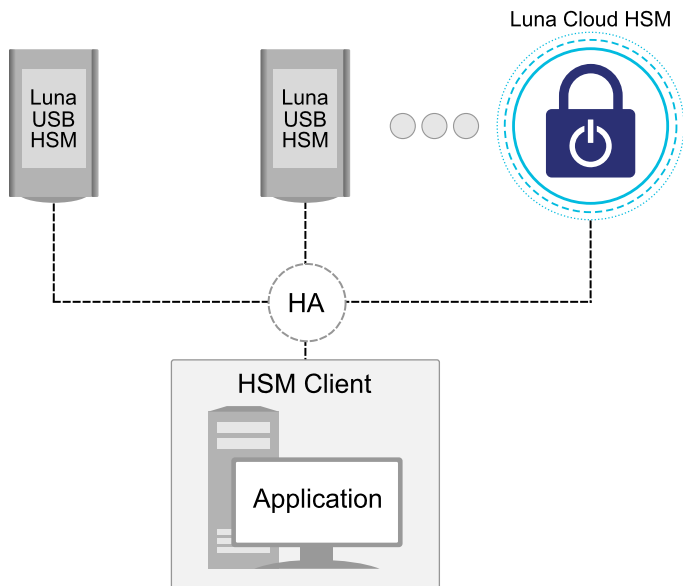 Luna Cloud HSM
Luna
USB
HSM
Luna
USB
HSM
HA
HSM Client
Application